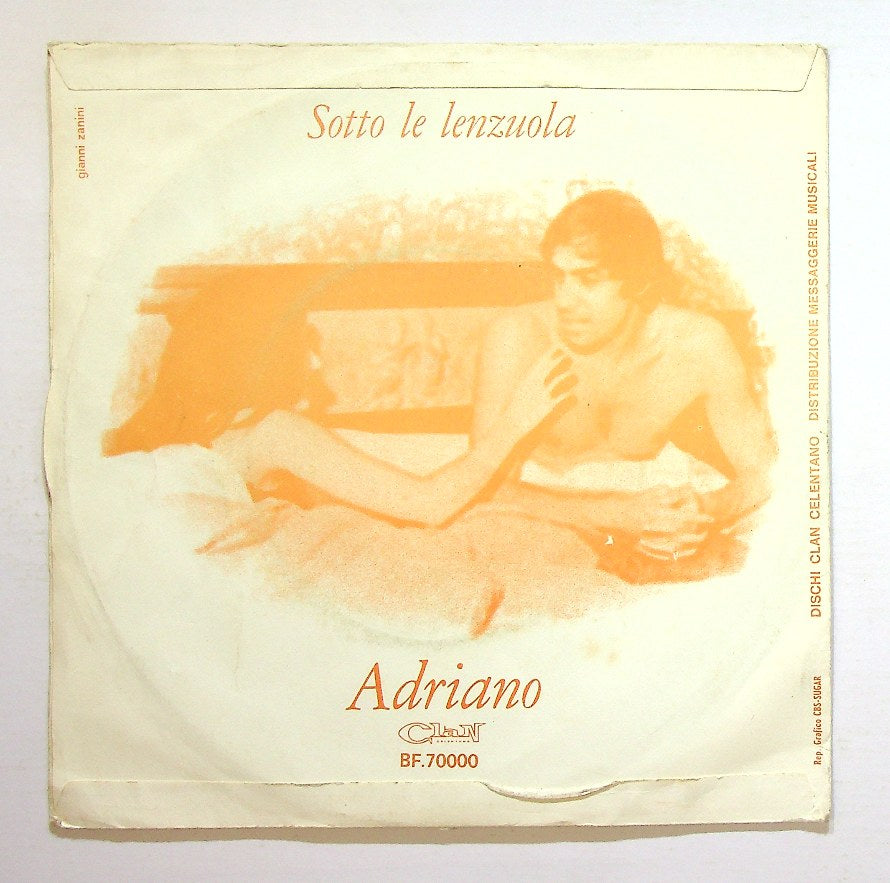 Sotto le lenzuola
gianni zanini
DISCHI CLAN CELENTANO, DISTRIBUZIONE MESSAGGERIE MUSICALI
Adriano
Clan
CELENTANO
BF.70000
Rep. Grafico CBS-SUGAR